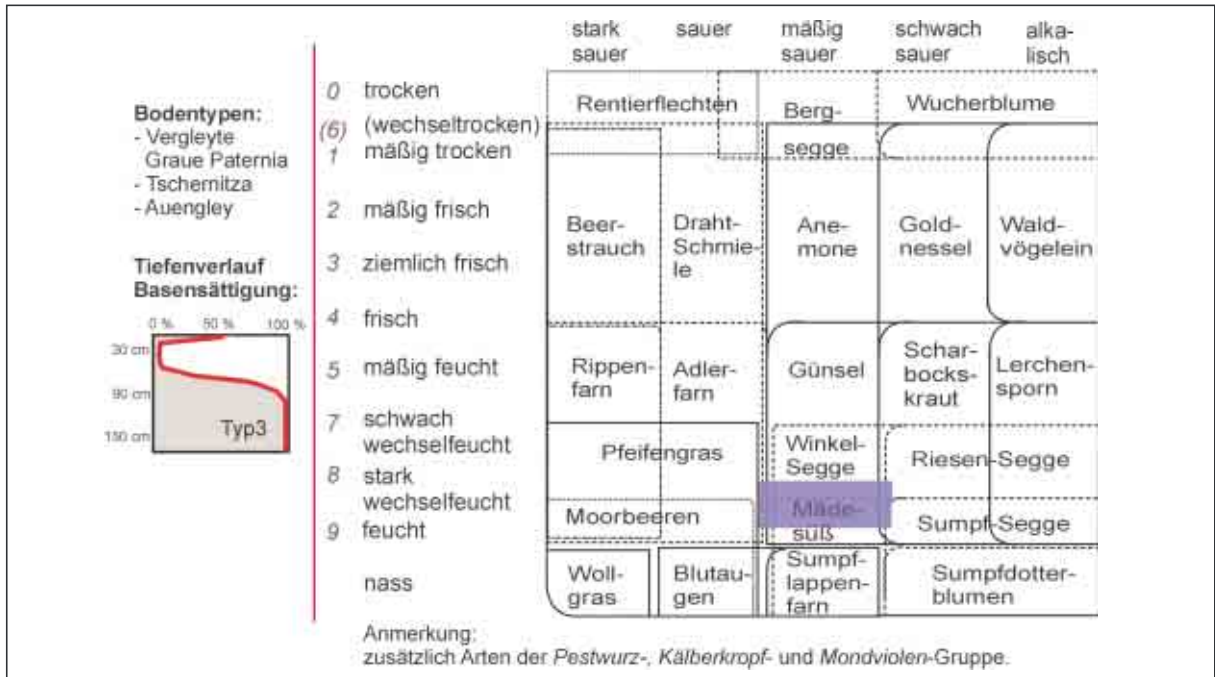 stark sauer mäßig schwach alka-
sauer sauer sauer lisch
Bodentypen:
- Vergleyte
Graue Paternia
- Tschernitza
- Auengley
Tiefenverlauf
Basensättigung:
0 % 50 % 100 %
30 cm
90 cm
150 cm
Typ3
0 trocken
(6) (wechseltrocken)
1 mäßig trocken
2 mäßig frisch
3 ziemlich frisch
4 frisch
5 mäßig feucht
7 schwach
wechselfeucht
8 stark
wechselfeucht
9 feucht
nass
Rentierflechten
Berg-
segge
Wucherblume
Beer-
strauch
Draht-
Schmie-
le
Ane-
mone
Gold-
nessel
Wald-
vögelein
Rippen-
farn
Adler-
farn
Günsel
Schar-
bocks-
kraut
Lerchen-
sporn
Pfeifengras
Winkel-
Segge
Riesen-Segge
Moorbeeren
Mäde-
süß
Sumpf-Segge
Woll-
gras
Blutau-
gen
Sumpf-
lappen-
farn
Sumpfdotter-
blumen
Anmerkung:
zusätzlich Arten der Pestwurz-, Kälberkropf- und Mondviolen-Gruppe.